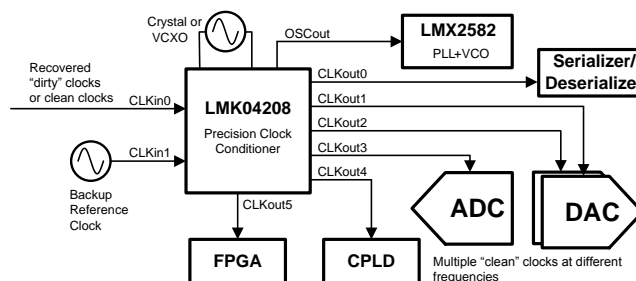 Crystal or
VCXO
OSCout
LMX2582
PLL+VCO
Recovered
“dirty” clocks
or clean clocks
CLKin0
LMK04208
Precision Clock
Conditioner
CLKout0
Serializer/
Deserialize
CLKout1
CLKout2
CLKout3
CLKout4
CLKin1
Backup
Reference
Clock
CLKout5
FPGA
CPLD
ADC
DAC
Multiple “clean” clocks at different
frequencies